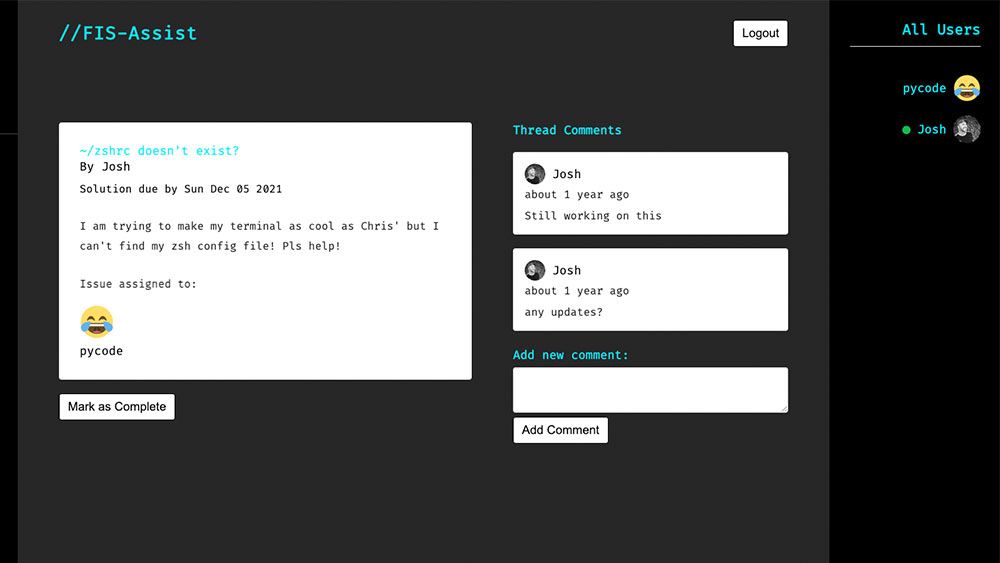 //FIS-Assist
Logout
All Users
pycode
Josh
~/zshrc doesn't exist?
By Josh
Solution due by Sun Dec 05 2021
I am trying to make my terminal as cool as Chris' but I
can't find my zsh config file! Pls help!
Issue assigned to:
pycode
Mark as Complete
Thread Comments
Josh
about 1 year ago
Still working on this
Josh
about 1 year ago
any updates?
Add new comment:
Add Comment